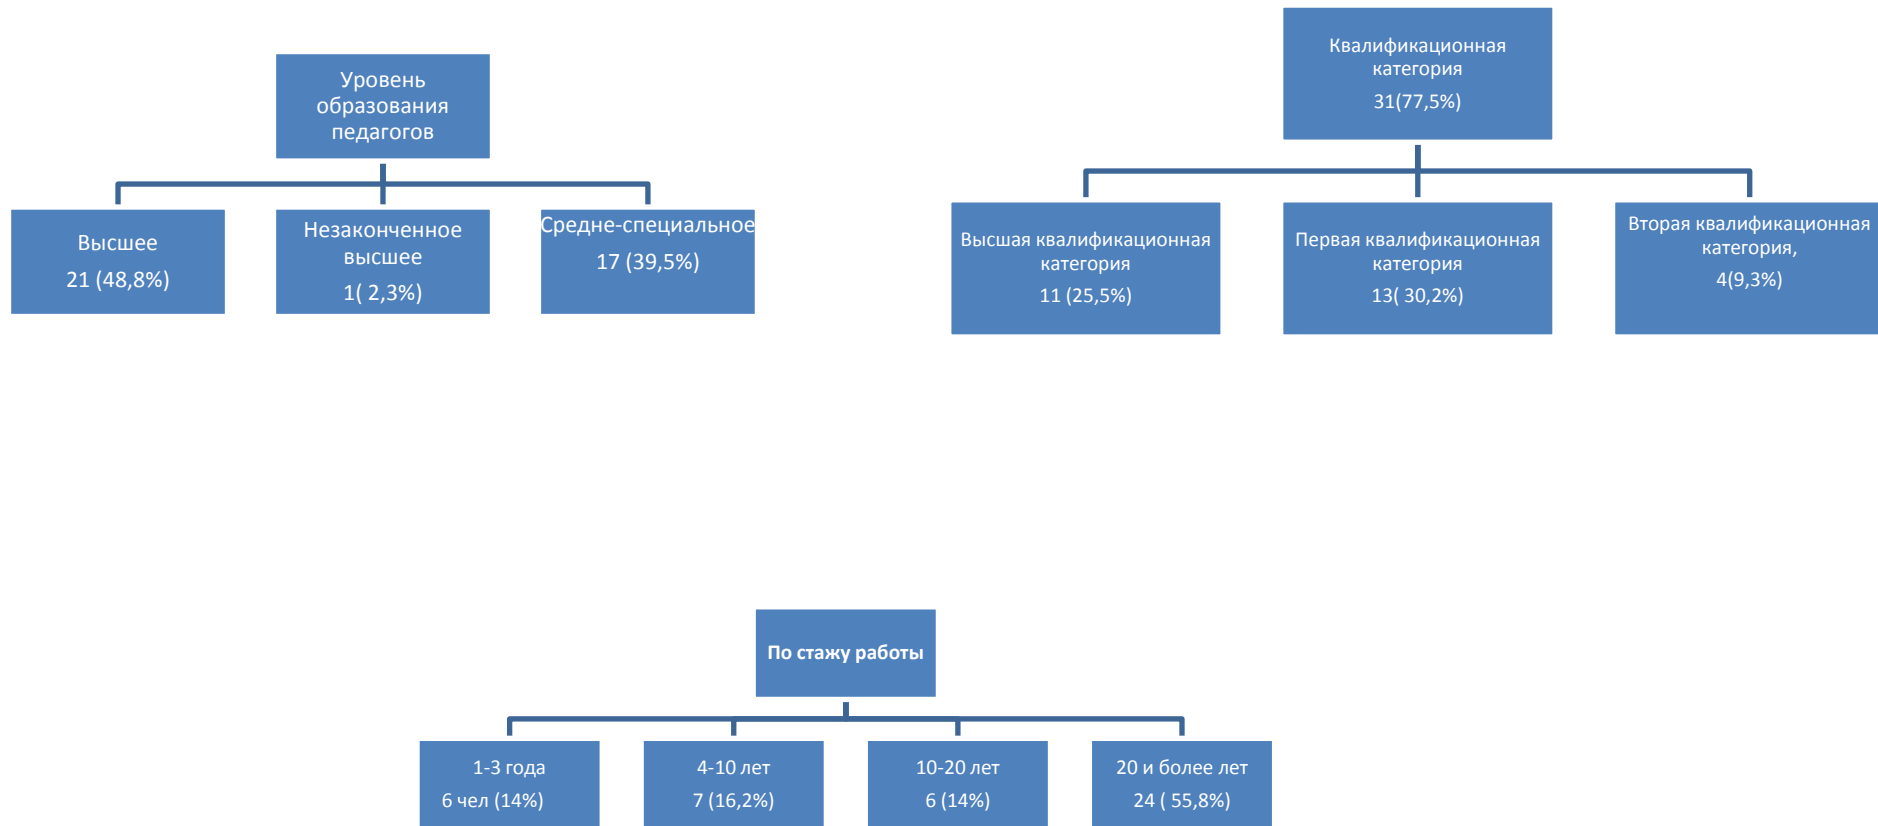 Уровень
образования
педагогов
Высшее
21 (48,8%)
Незаконченное
высшее
1( 2,3%)
Средне-специальное
17 (39,5%)
Квалификационная
категория
31(77,5%)
Высшая квалификационная
категория
11 (25,5%)
Первая квалификационная
категория
13( 30,2%)
Вторая квалификационная
категория,
4(9,3%)
По стажу работы
1-3 года
6 чел (14%)
4-10 лет
7 (16,2%)
10-20 лет
6 (14%)
20 и более лет
24 ( 55,8%)